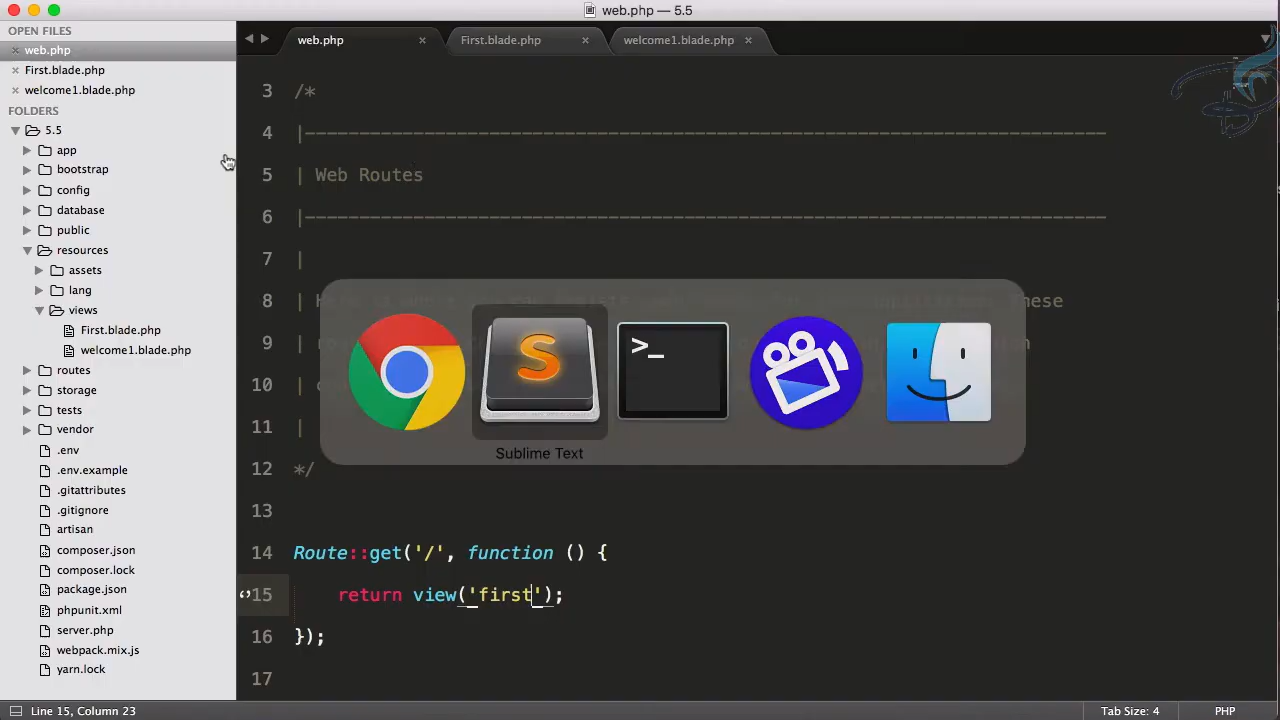 web.php — 5.5
OPEN FILES
web.php
First.blade.php
welcome1.blade.php
FOLDERS
5.5
app
bootstrap
config
database
public
resources
assets
lang
views
First.blade.php
welcome1.blade.php
routes
storage
tests
vendor
.env
.env.example
.gitattributes
.gitignore
artisan
composer.json
composer.lock
package.json
phpunit.xml
server.php
webpack.mix.js
yarn.lock
web.php First.blade.php welcome1.blade.php
3 /*
4 |--------------------------------------------------------------------------
5 | Web Routes
6 |--------------------------------------------------------------------------
7 |
8 | These
9 |
10
11 |
12 */
13
14 Route::get('/', function () {
15 return view('first');
16 });
17
>_
S
Sublime Text
Line 15, Column 23
Tab Size: 4
PHP